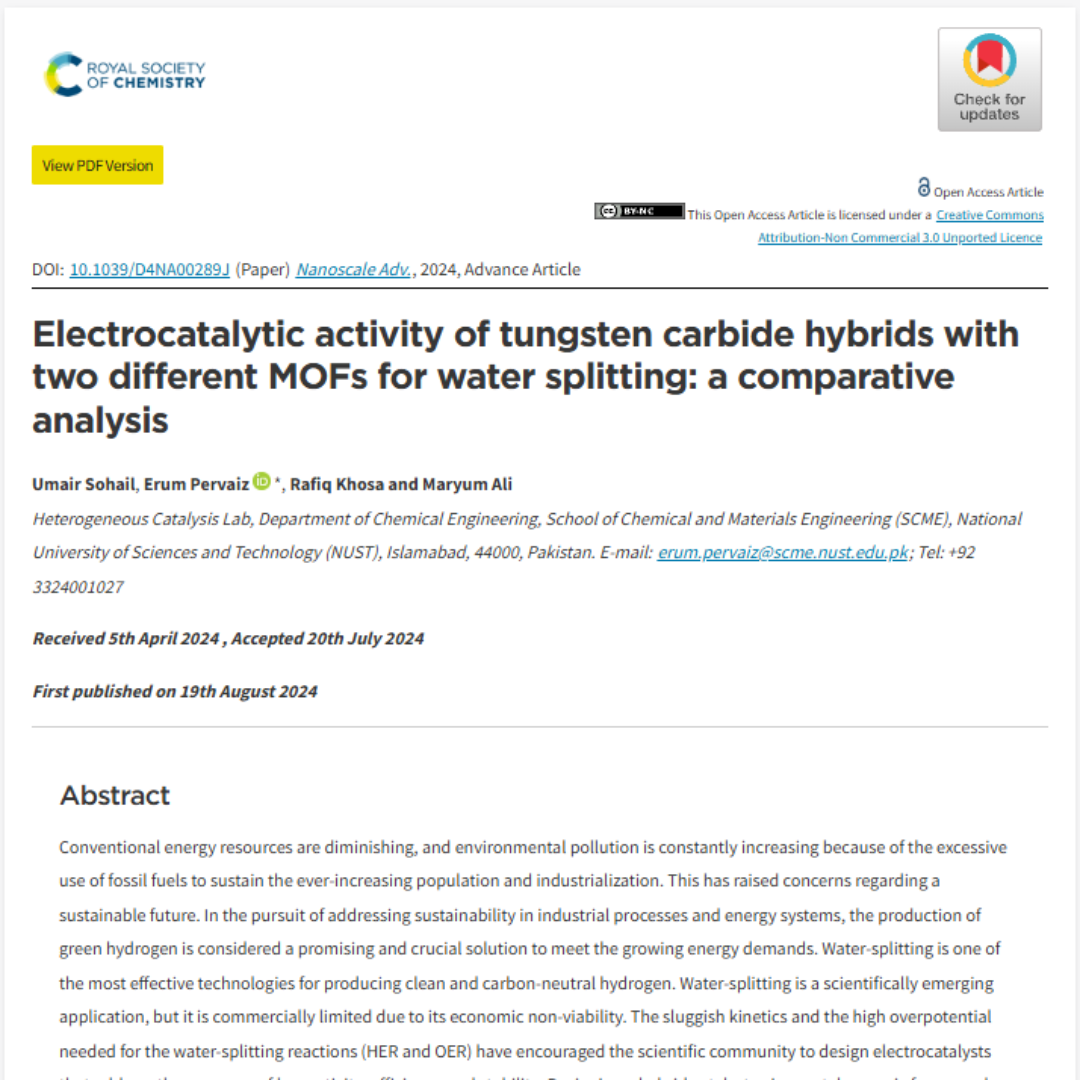 ROYAL SOCIETY
OF CHEMISTRY
Check for
updates
View PDF Version
Open Access Article
cc BY-NC This Open Access Article is licensed under a Creative Commons
Attribution-Non Commercial 3.0 Unported Licence
DOI: 10.1039/D4NA00289J (Paper) Nanoscale Adv., 2024, Advance Article
Electrocatalytic activity of tungsten carbide hybrids with
two different MOFs for water splitting: a comparative
analysis
Umair Sohail, Erum Pervaiz iD *, Rafiq Khosa and Maryum Ali
Heterogeneous Catalysis Lab, Department of Chemical Engineering, School of Chemical and Materials Engineering (SCME), National
University of Sciences and Technology (NUST), Islamabad, 44000, Pakistan. E-mail: erum.pervaiz@scme.nust.edu.pk; Tel: +92
3324001027
Received 5th April 2024 , Accepted 20th July 2024
First published on 19th August 2024
Abstract
Conventional energy resources are diminishing, and environmental pollution is constantly increasing because of the excessive
use of fossil fuels to sustain the ever-increasing population and industrialization. This has raised concerns regarding a
sustainable future. In the pursuit of addressing sustainability in industrial processes and energy systems, the production of
green hydrogen is considered a promising and crucial solution to meet the growing energy demands. Water-splitting is one of
the most effective technologies for producing clean and carbon-neutral hydrogen. Water-splitting is a scientifically emerging
application, but it is commercially limited due to its economic non-viability. The sluggish kinetics and the high overpotential
needed for the water-splitting reactions (HER and OER) have encouraged the scientific community to design electrocatalysts